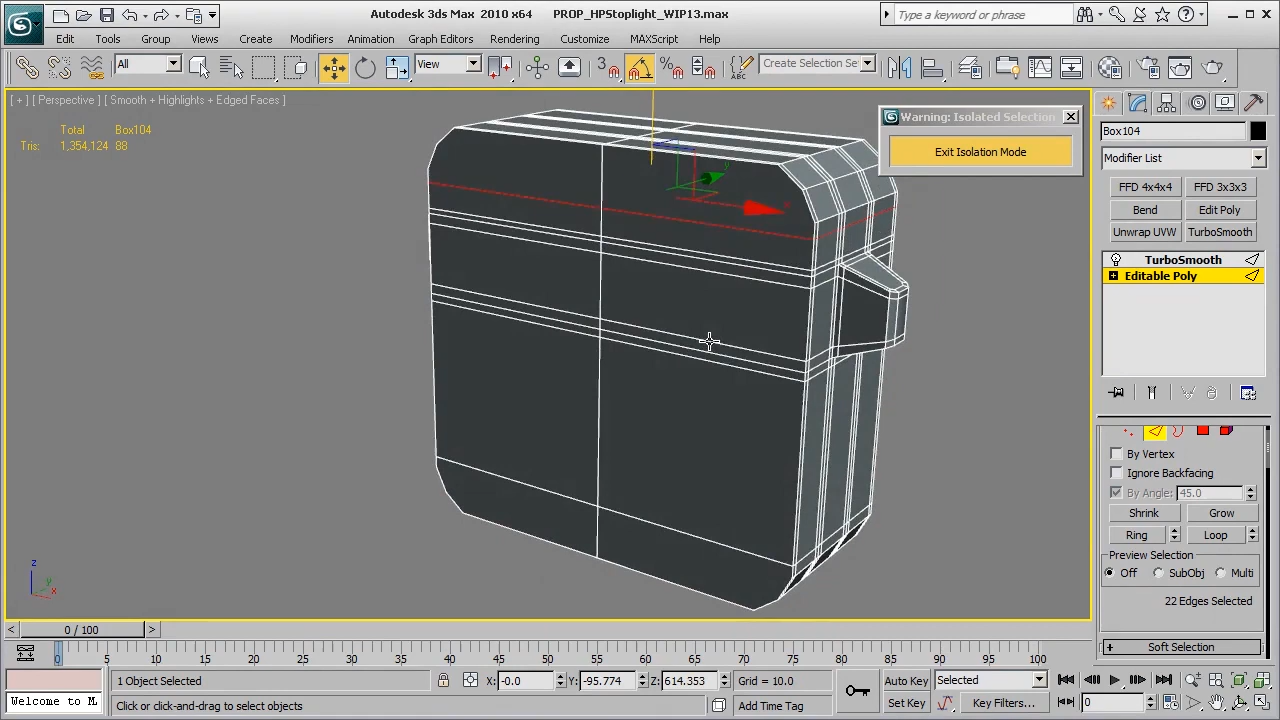 Autodesk 3ds Max 2010 x64 PROP_HPStoplight_WIP13.max
Type a keyword or phrase
Edit Tools Group Views Create Modifiers Animation Graph Editors Rendering Customize MAXScript Help
All View 3 Create Selection Se
[ + ] [ Perspective ] [ Smooth + Highlights + Edged Faces ]
Total Box104
Tris: 1,354,124 88
Warning: Isolated Selection
Exit Isolation Mode
Box104
Modifier List
FFD 4x4x4 FFD 3x3x3
Bend Edit Poly
Unwrap UVW TurboSmooth
TurboSmooth
Editable Poly
By Vertex
Ignore Backfacing
By Angle: 45.0
Shrink Grow
Ring Loop
Preview Selection
Off SubObj Multi
22 Edges Selected
Soft Selection
z
y
x
< 0 / 100 >
0 5 10 15 20 25 30 35 40 45 50 55 60 65 70 75 80 85 90 95 100
1 Object Selected X: -0.0 Y: -95.774 Z: 614.353 Grid = 10.0 Auto Key Selected
Welcome to M Click or click-and-drag to select objects Add Time Tag Set Key Key Filters... 0